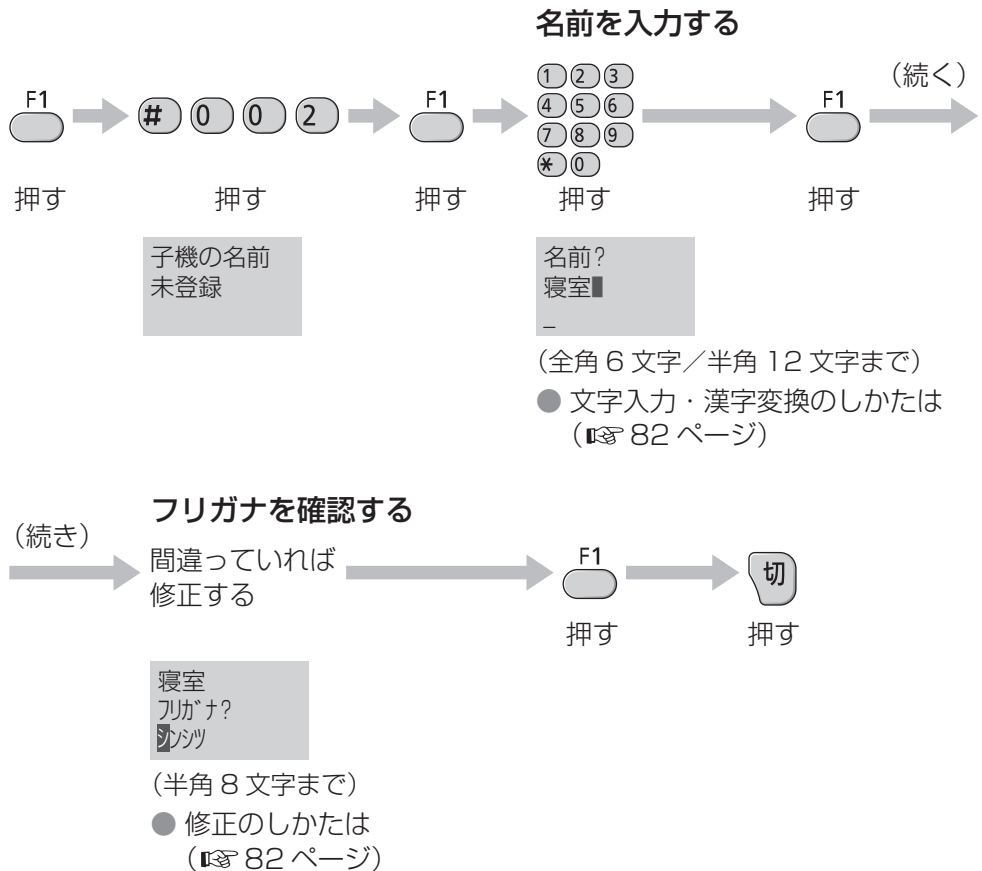 名前を入力する
F1
# 0 0 2
F1
1 2 3
4 5 6
7 8 9
* 0
F1
(続く)
押す
押す
押す
押す
押す
子機の名前
未登録
名前?
寝室
_
(全角 6 文字/半角 12 文字まで)
● 文字入力・漢字変換のしかたは
(☞ 82 ページ)
(続き)
フリガナを確認する
間違っていれば
修正する
F1
切
押す
押す
寝室
フリガナ?
シンシツ
(半角 8 文字まで)
● 修正のしかたは
(☞ 82 ページ)